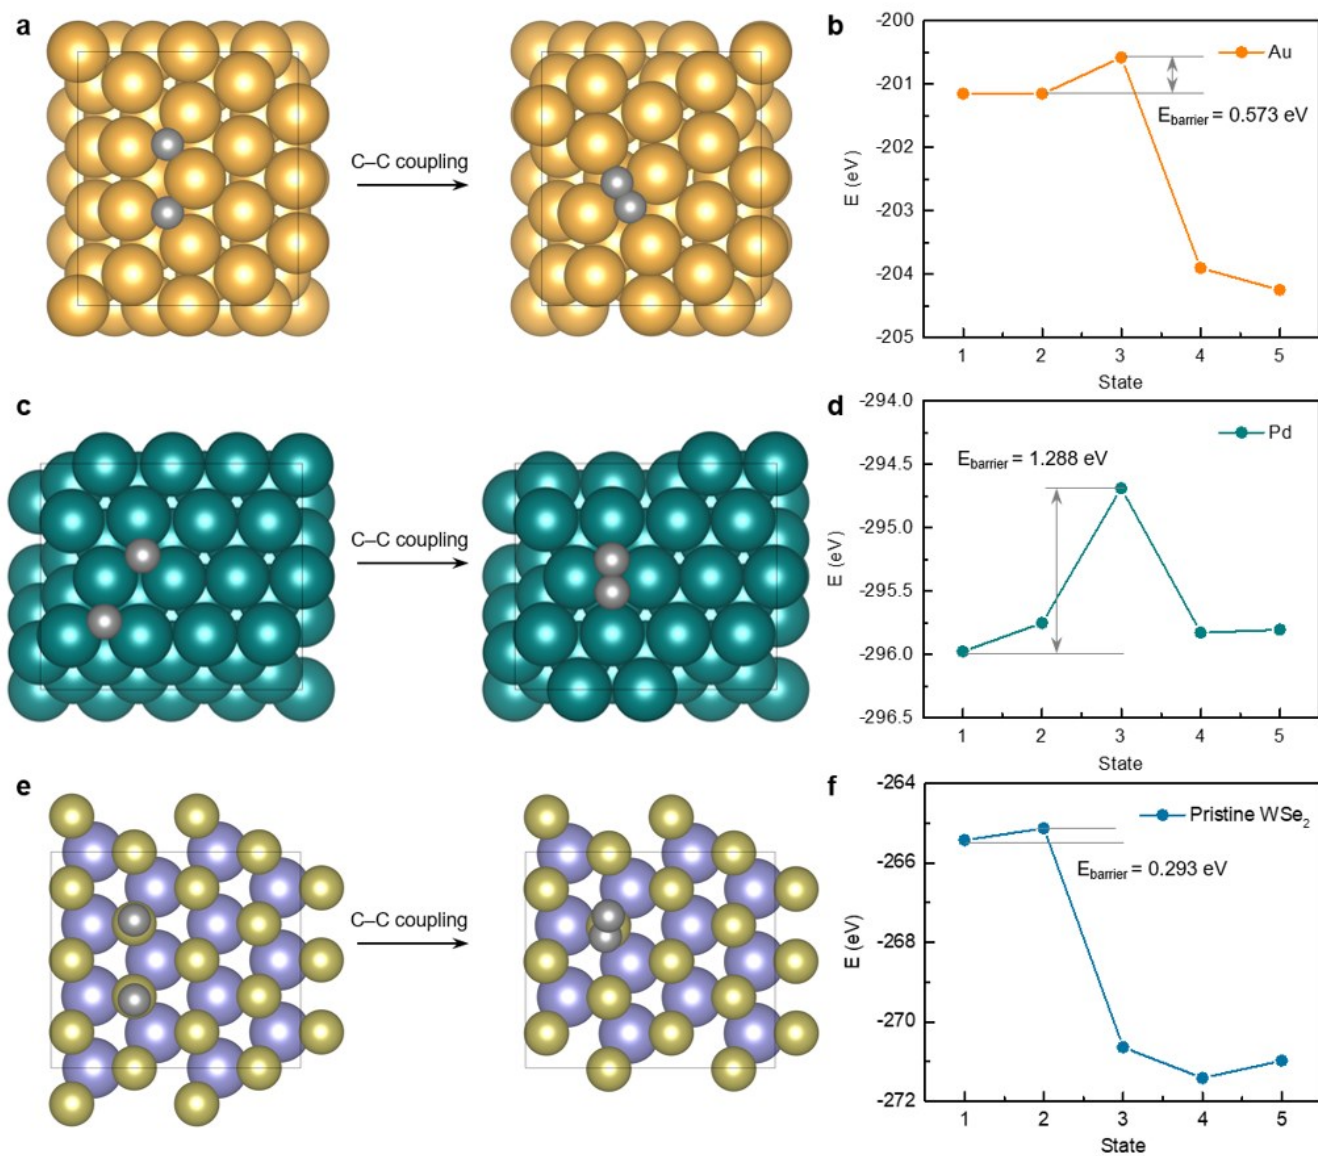 a
C–C coupling
b
-200
-201
-202
-203
-204
-205
E (eV)
Au
E_barrier = 0.573 eV
1 2 3 4 5
State
c
C–C coupling
d
-294.0
-294.5
-295.0
-295.5
-296.0
-296.5
E (eV)
Pd
E_barrier = 1.288 eV
1 2 3 4 5
State
e
C–C coupling
f
-264
-266
-268
-270
-272
E (eV)
Pristine WSe₂
E_barrier = 0.293 eV
1 2 3 4 5
State